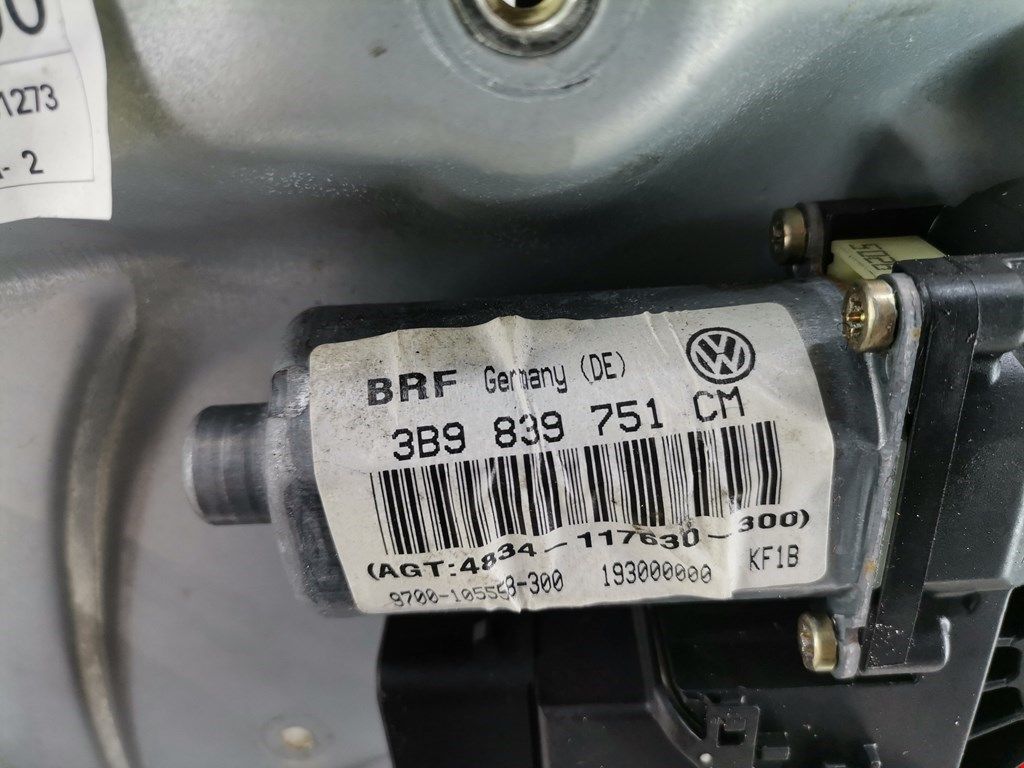 1273
- 2
BRF Germany (DE)
3B9 839 751 CM
(AGT:4834-117630-300)
193000000 KF1B